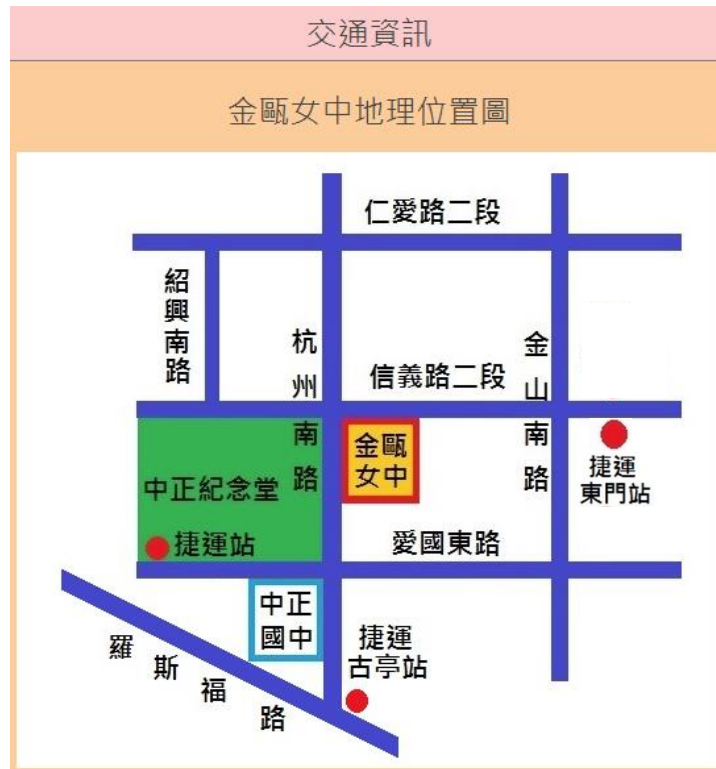 交通資訊
金甌女中地理位置圖
仁愛路二段
紹興南路
杭州南路
信義路二段
金山南路
金甌
女中
捷運
東門站
中正紀念堂
捷運站
愛國東路
中正
國中
捷運
古亭站
羅斯福路